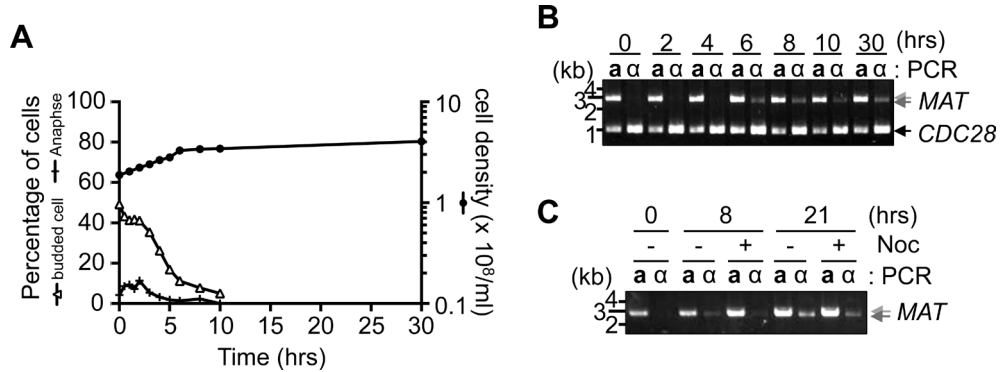 A
Percentage of cells
budded cell
Anaphse
100
80
60
40
20
0
10
1
0.1
cell density (x 10⁸/ml)
0 5 10 15 20 25 30
Time (hrs)
B
0 2 4 6 8 10 30 (hrs)
(kb) a α a α a α a α a α a α a α : PCR
4
3
2
1
MAT
CDC28
C
0 8 21 (hrs)
- - + - + Noc
(kb) a α a α a α a α a α : PCR
4
3
2
MAT